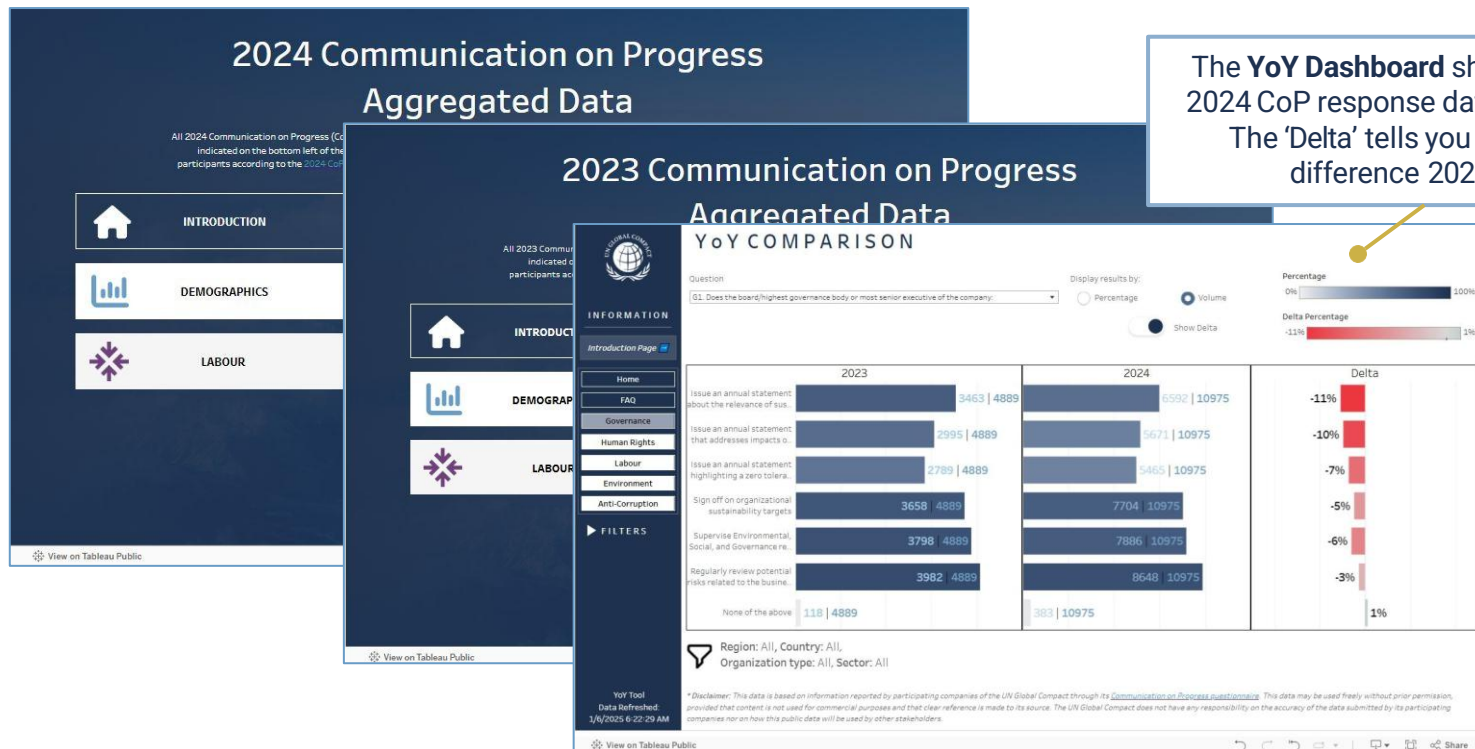 2024 Communication on Progress
Aggregated Data
All 2024 Communication on Progress
indicated on the bottom left of the
participants according to the 2024
INTRODUCTION
DEMOGRAPHICS
LABOUR
View on Tableau Public
2023 Communication on Progress
Aggregated Data
All 2023
indicated
participants
DEMOGRAP
LABOUR
View on Tableau Public
The YoY Dashboard
2024 CoP response
The 'Delta' tells you
difference
UN GLOBAL COMPACT
INFORMATION
Introduction Page
Home
FAQ
Governance
Human Rights
Labour
Environment
Anti-Corruption
FILTERS
YoY Tool
Data Refreshed:
1/6/2025 6:22:29 AM
YoY COMPARISON
Question
G1. Does the board/highest governance body or most senior executive of the company:
Display results by:
Percentage
Volume
Show Delta
Percentage
0% 100%
Delta Percentage
-11% 1%
2023 2024 Delta
Issue an annual statement
about the relevance of sus..
3463 | 4889 6592 | 10975 -11%
Issue an annual statement
that addresses impacts o..
2995 | 4889 5671 | 10975 -10%
Issue an annual statement
highlighting a zero tolera..
2789 | 4889 5465 | 10975 -7%
Sign off on organizational
sustainability targets
3658 | 4889 7704 | 10975 -5%
Supervise Environmental,
Social, and Governance re..
3798 | 4889 7886 | 10975 -6%
Regularly review potential
risks related to the busine..
3982 | 4889 8648 | 10975 -3%
None of the above 118 | 4889 383 | 10975 1%
Region: All, Country: All,
Organization type: All, Sector: All
* Disclaimer: This data is based on information reported by participating companies of the UN Global Compact through its Communication on Progress questionnaire. This data may be used freely without prior permission,
provided that content is not used for commercial purposes and that clear reference is made to its source. The UN Global Compact does not have any responsibility on the accuracy of the data submitted by its participating
companies nor on how this public data will be used by other stakeholders.
View on Tableau Public
Share